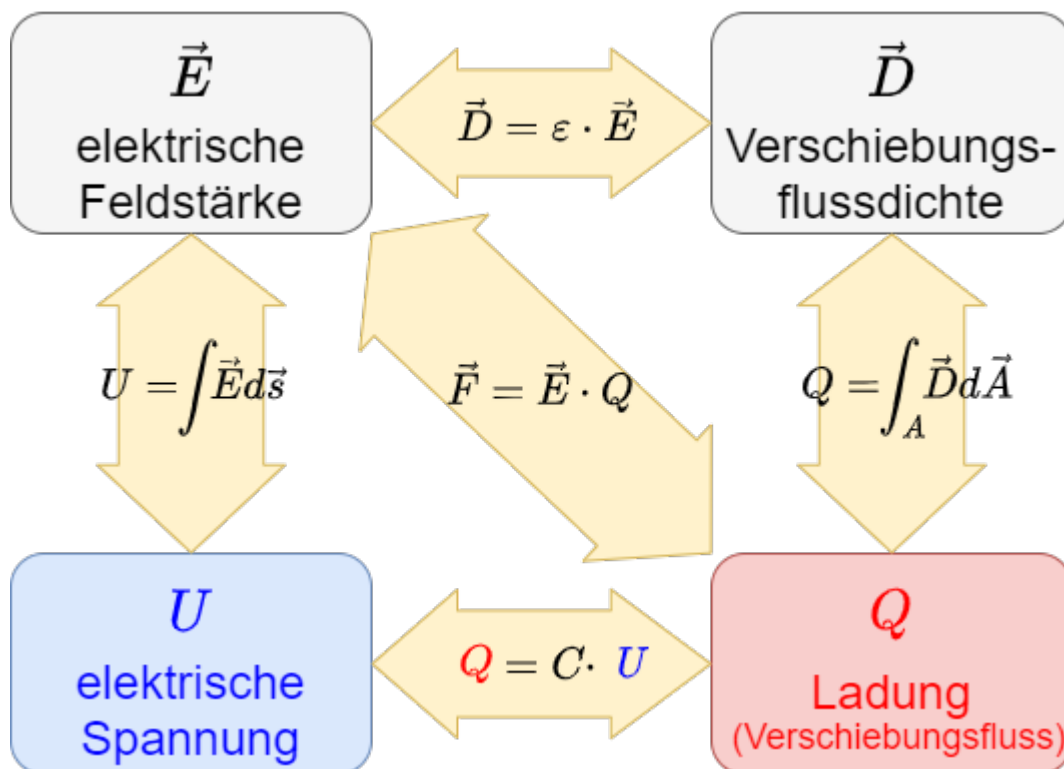 E⃗
elektrische
Feldstärke
D⃗ = ε · E⃗
D⃗
Verschiebungs-
flussdichte
U = ∫ E⃗ ds⃗
F⃗ = E⃗ · Q
Q = ∫_A D⃗ dA⃗
U
elektrische
Spannung
Q = C · U
Q
Ladung
(Verschiebungsfluss)